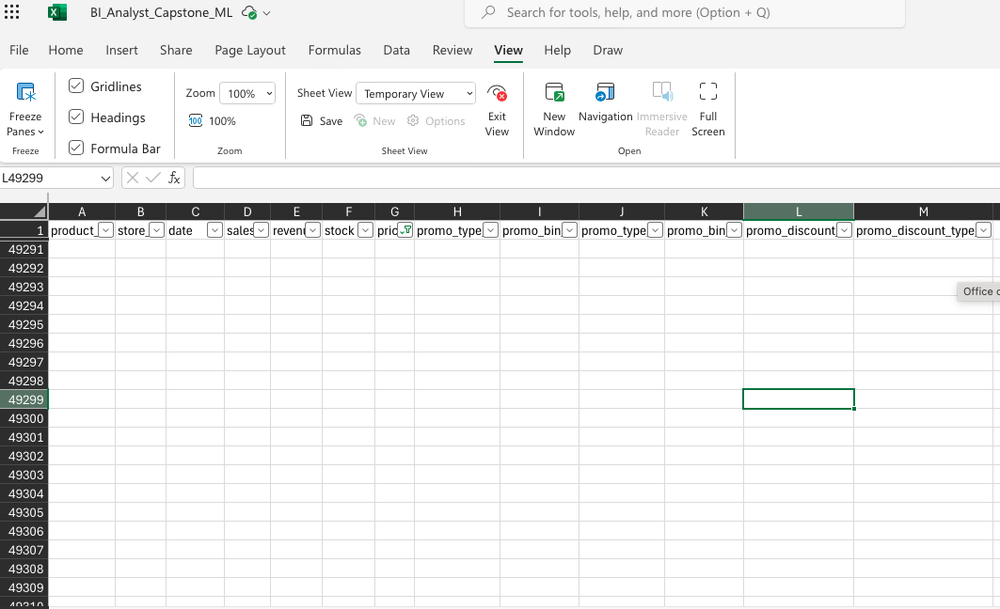 BI_Analyst_Capstone_ML
Search for tools, help, and more (Option + Q)
File Home Insert Share Page Layout Formulas Data Review View Help Draw
Freeze Panes
Freeze
Gridlines
Headings
Formula Bar
Zoom 100%
100 100%
Zoom
Sheet View Temporary View
Save New Options
Exit View
Sheet View
New Window
Navigation
Immersive Reader
Full Screen
Open
L49299 fx
A B C D E F G H I J K L M
1 product_ store_ date sales revenu stock pric promo_type promo_bin promo_type promo_bin promo_discount promo_discount_type
49291
49292
49293
Office
49294
49295
49296
49297
49298
49299
49300
49301
49302
49303
49304
49305
49306
49307
49308
49309
49310